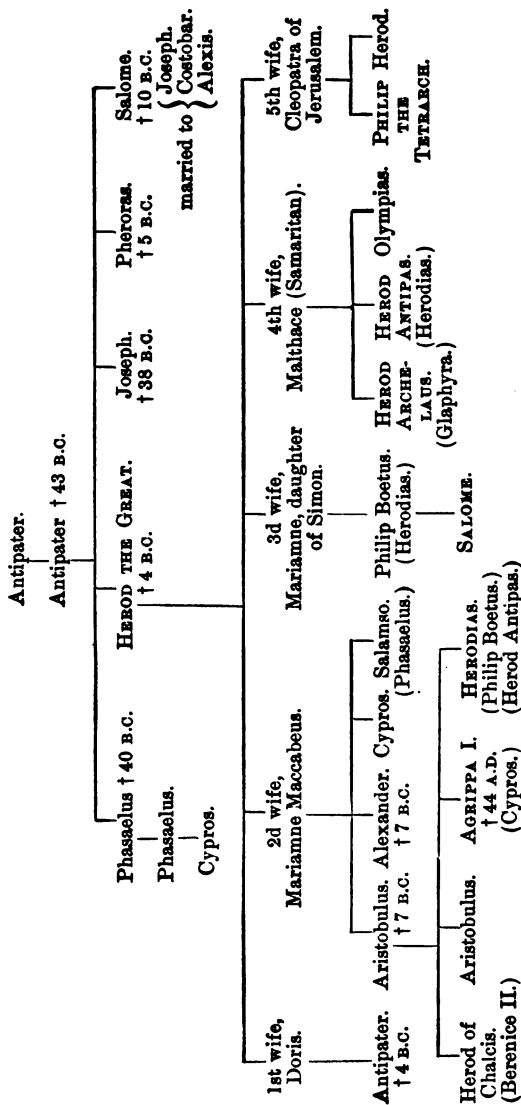 Antipater.
Antipater † 43 B.C.
Phasaelus † 40 B.C.
Phasaelus.
Cypros.
HEROD THE GREAT.
† 4 B.C.
Joseph.
† 38 B.C.
Pheroras.
† 5 B.C.
Salome.
† 10 B.C.
married to { Joseph.
Costobar.
Alexis.
1st wife,
Doris.
2d wife,
Mariamne Maccabeus.
3d wife,
Mariamne, daughter
of Simon.
4th wife,
Malthace (Samaritan).
5th wife,
Cleopatra of
Jerusalem.
Antipater.
† 4 B.C.
Aristobulus.
† 7 B.C.
Alexander.
† 7 B.C.
Cypros.
Salamso.
(Phasaelus.)
Philip Boetus.
(Herodias.)
SALOME.
HEROD
ARCHE-
LAUS.
(Glaphyra.)
HEROD
ANTIPAS.
(Herodias.)
Olympias.
PHILIP
THE
TETRARCH.
Herod.
Herod of
Chalcis.
(Berenice II.)
Aristobulus.
AGRIPPA I.
† 44 A.D.
(Cypros.)
HERODIAS.
(Philip Boetus.)
(Herod Antipas.)